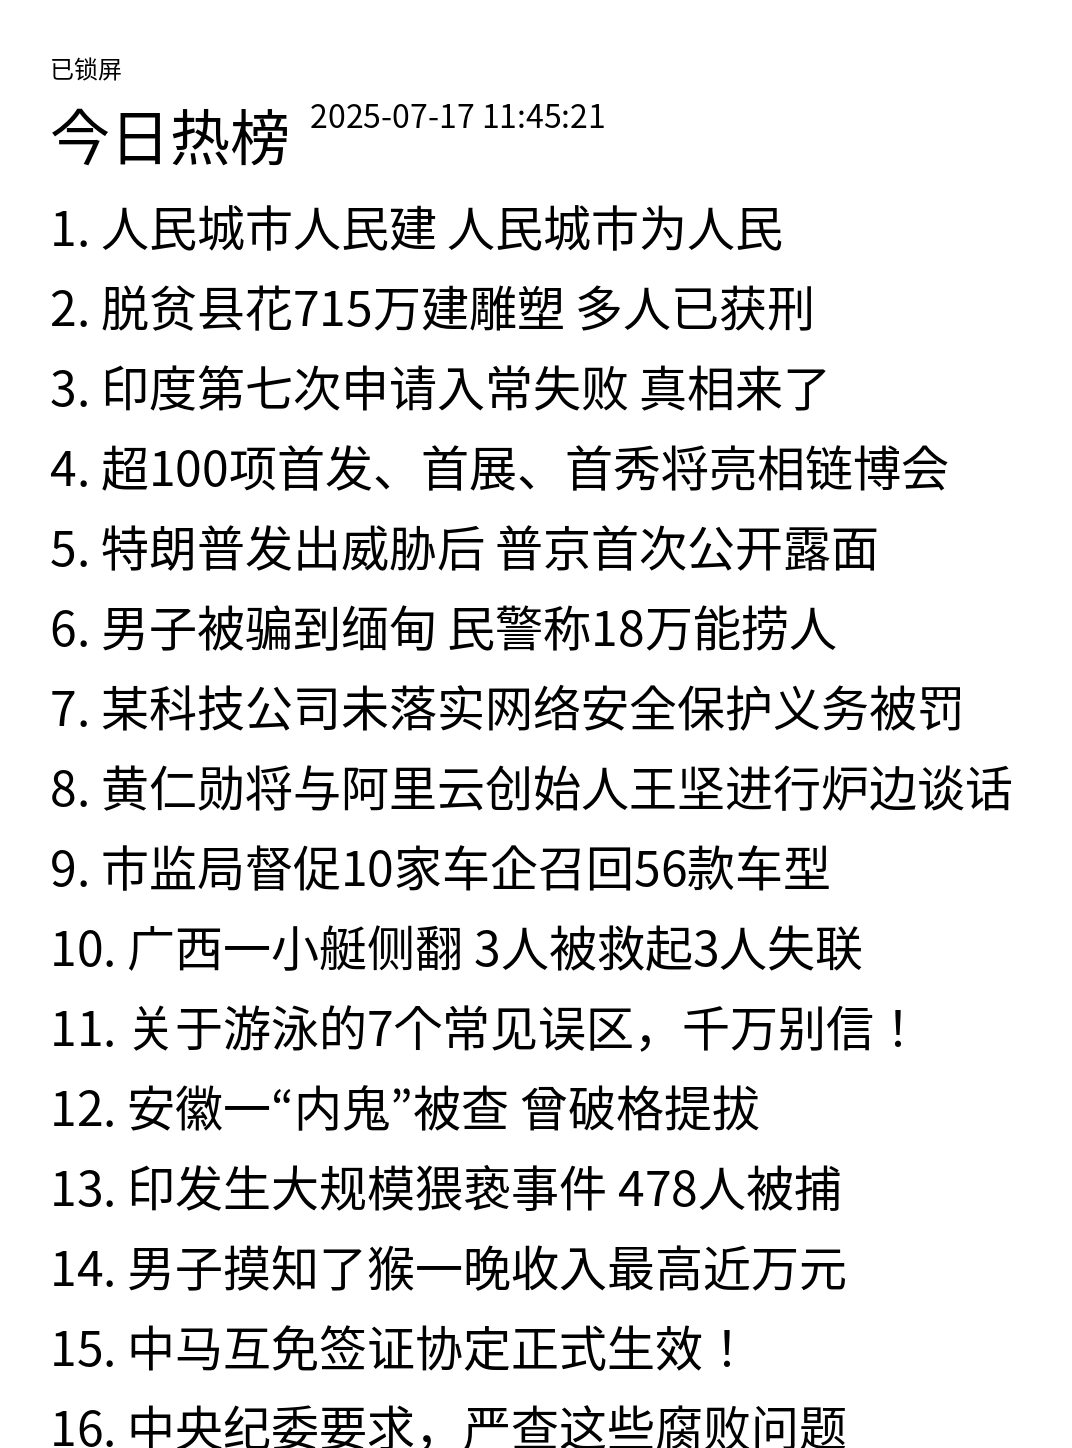 已锁屏
今日热榜 2025-07-17 11:45:21
1. 人民城市人民建 人民城市为人民
2. 脱贫县花715万建雕塑 多人已获刑
3. 印度第七次申请入常失败 真相来了
4. 超100项首发、首展、首秀将亮相链博会
5. 特朗普发出威胁后 普京首次公开露面
6. 男子被骗到缅甸 民警称18万能捞人
7. 某科技公司未落实网络安全保护义务被罚
8. 黄仁勋将与阿里云创始人王坚进行炉边谈话
9. 市监局督促10家车企召回56款车型
10. 广西一小艇侧翻 3人被救起3人失联
11. 关于游泳的7个常见误区，千万别信！
12. 安徽一“内鬼”被查 曾破格提拔
13. 印发生大规模猥亵事件 478人被捕
14. 男子摸知了猴一晚收入最高近万元
15. 中马互免签证协定正式生效！
16. 中央纪委要求，严查这些腐败问题